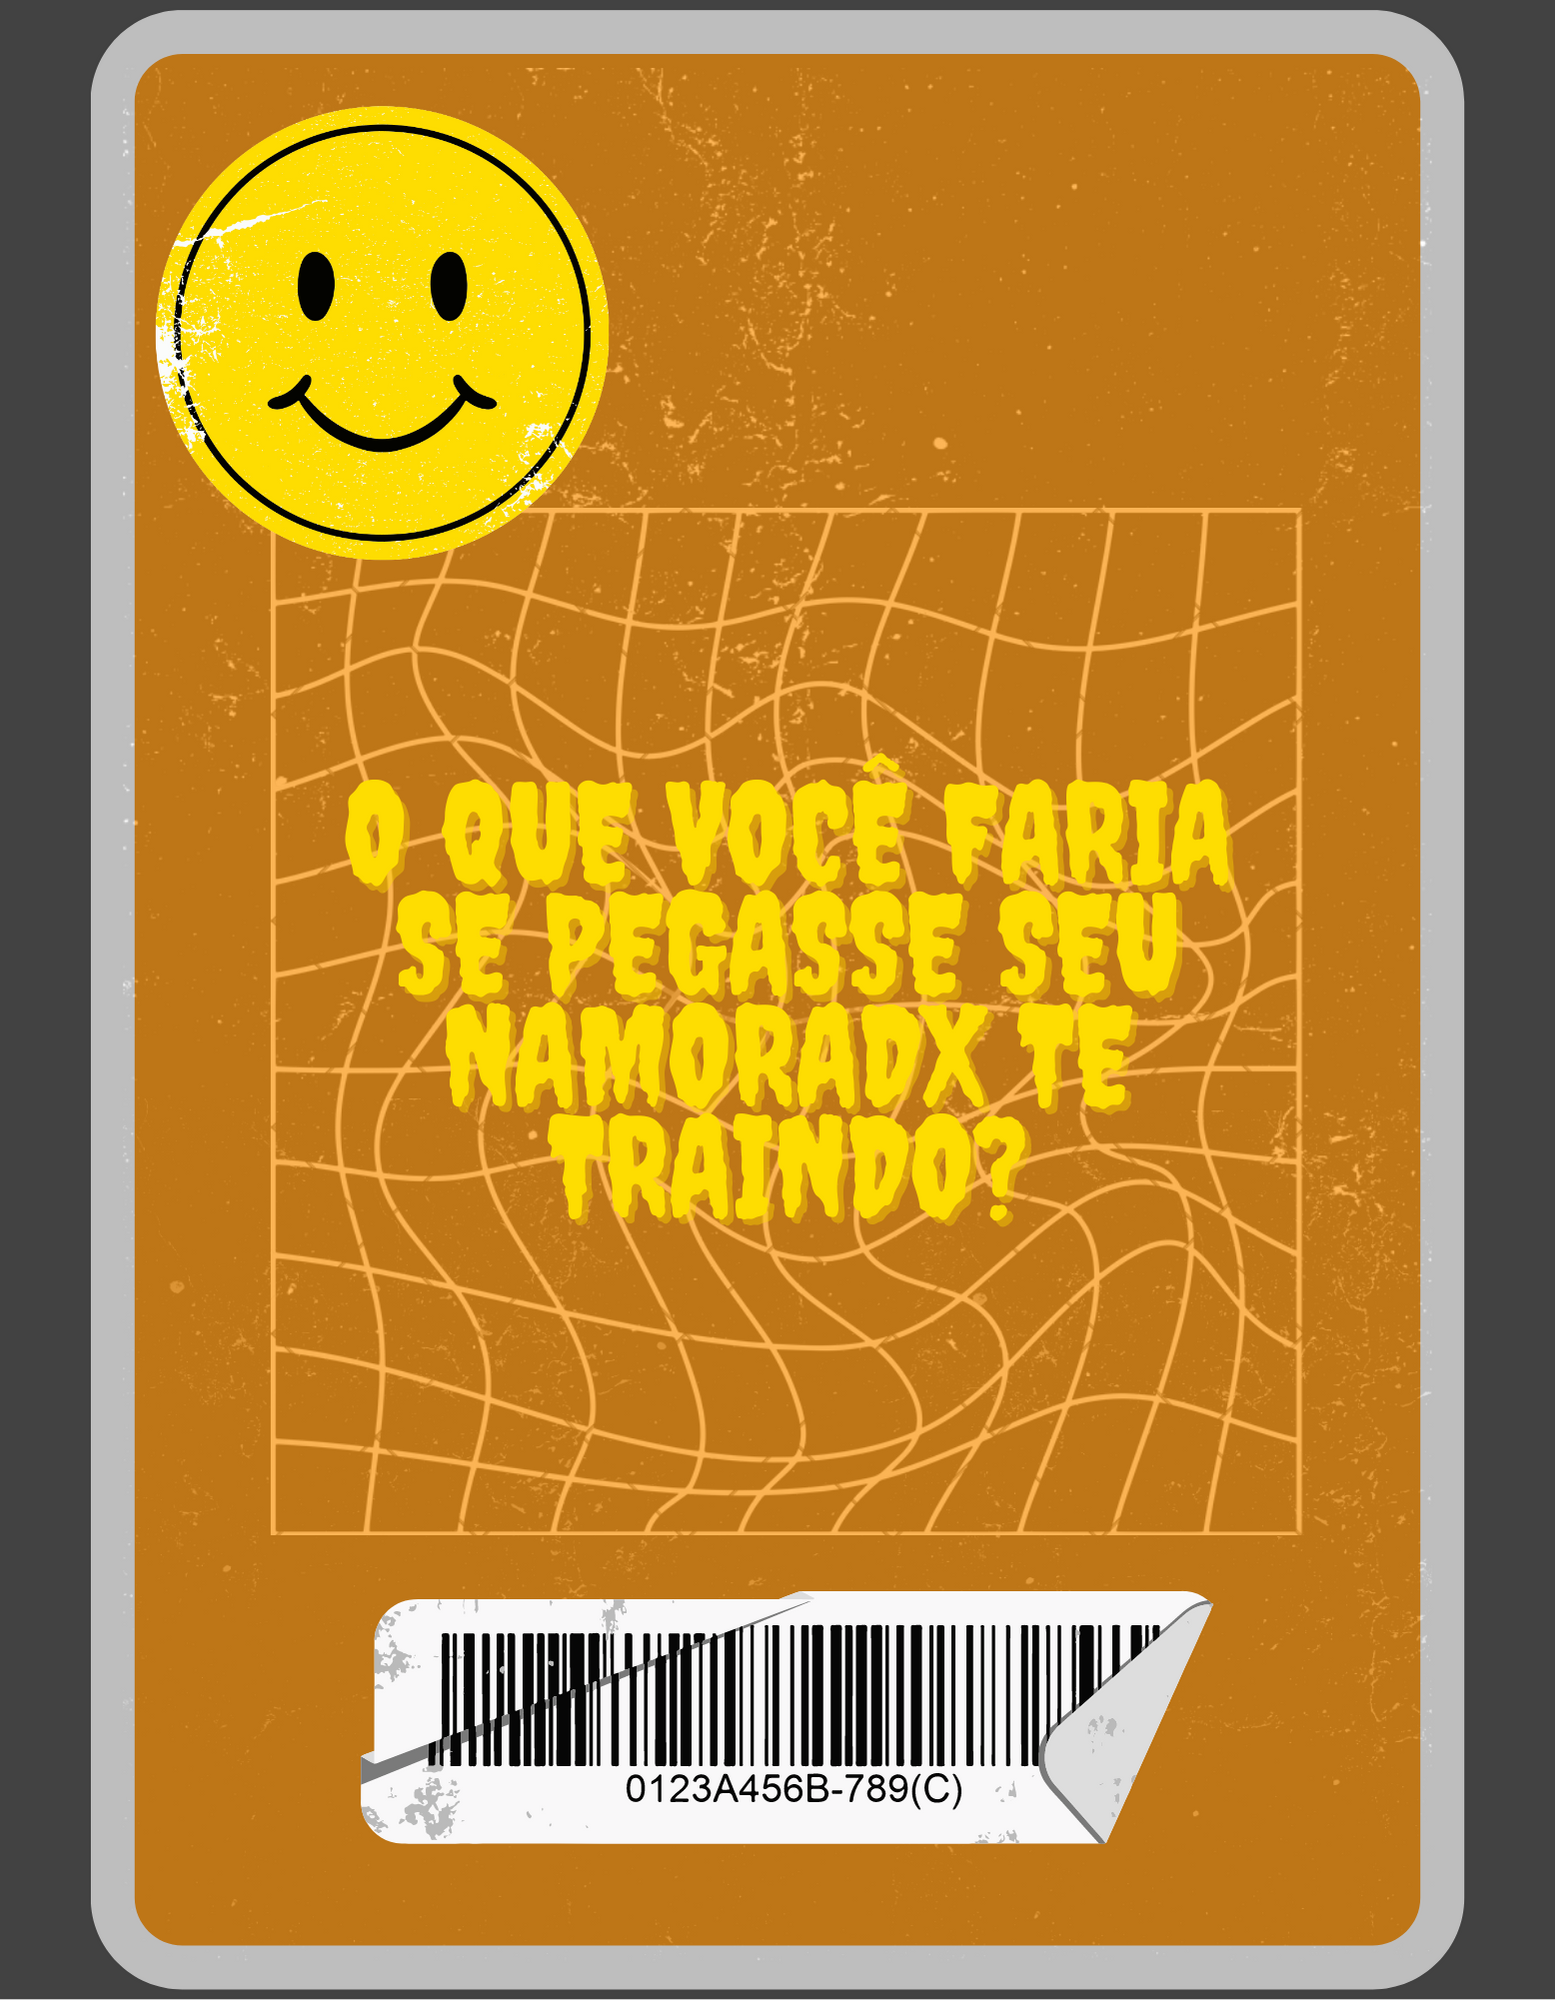 O QUE VOCÊ FARIA
SE PEGASSE SEU
NAMORADX TE
TRAINDO?
0123A456B-789(C)